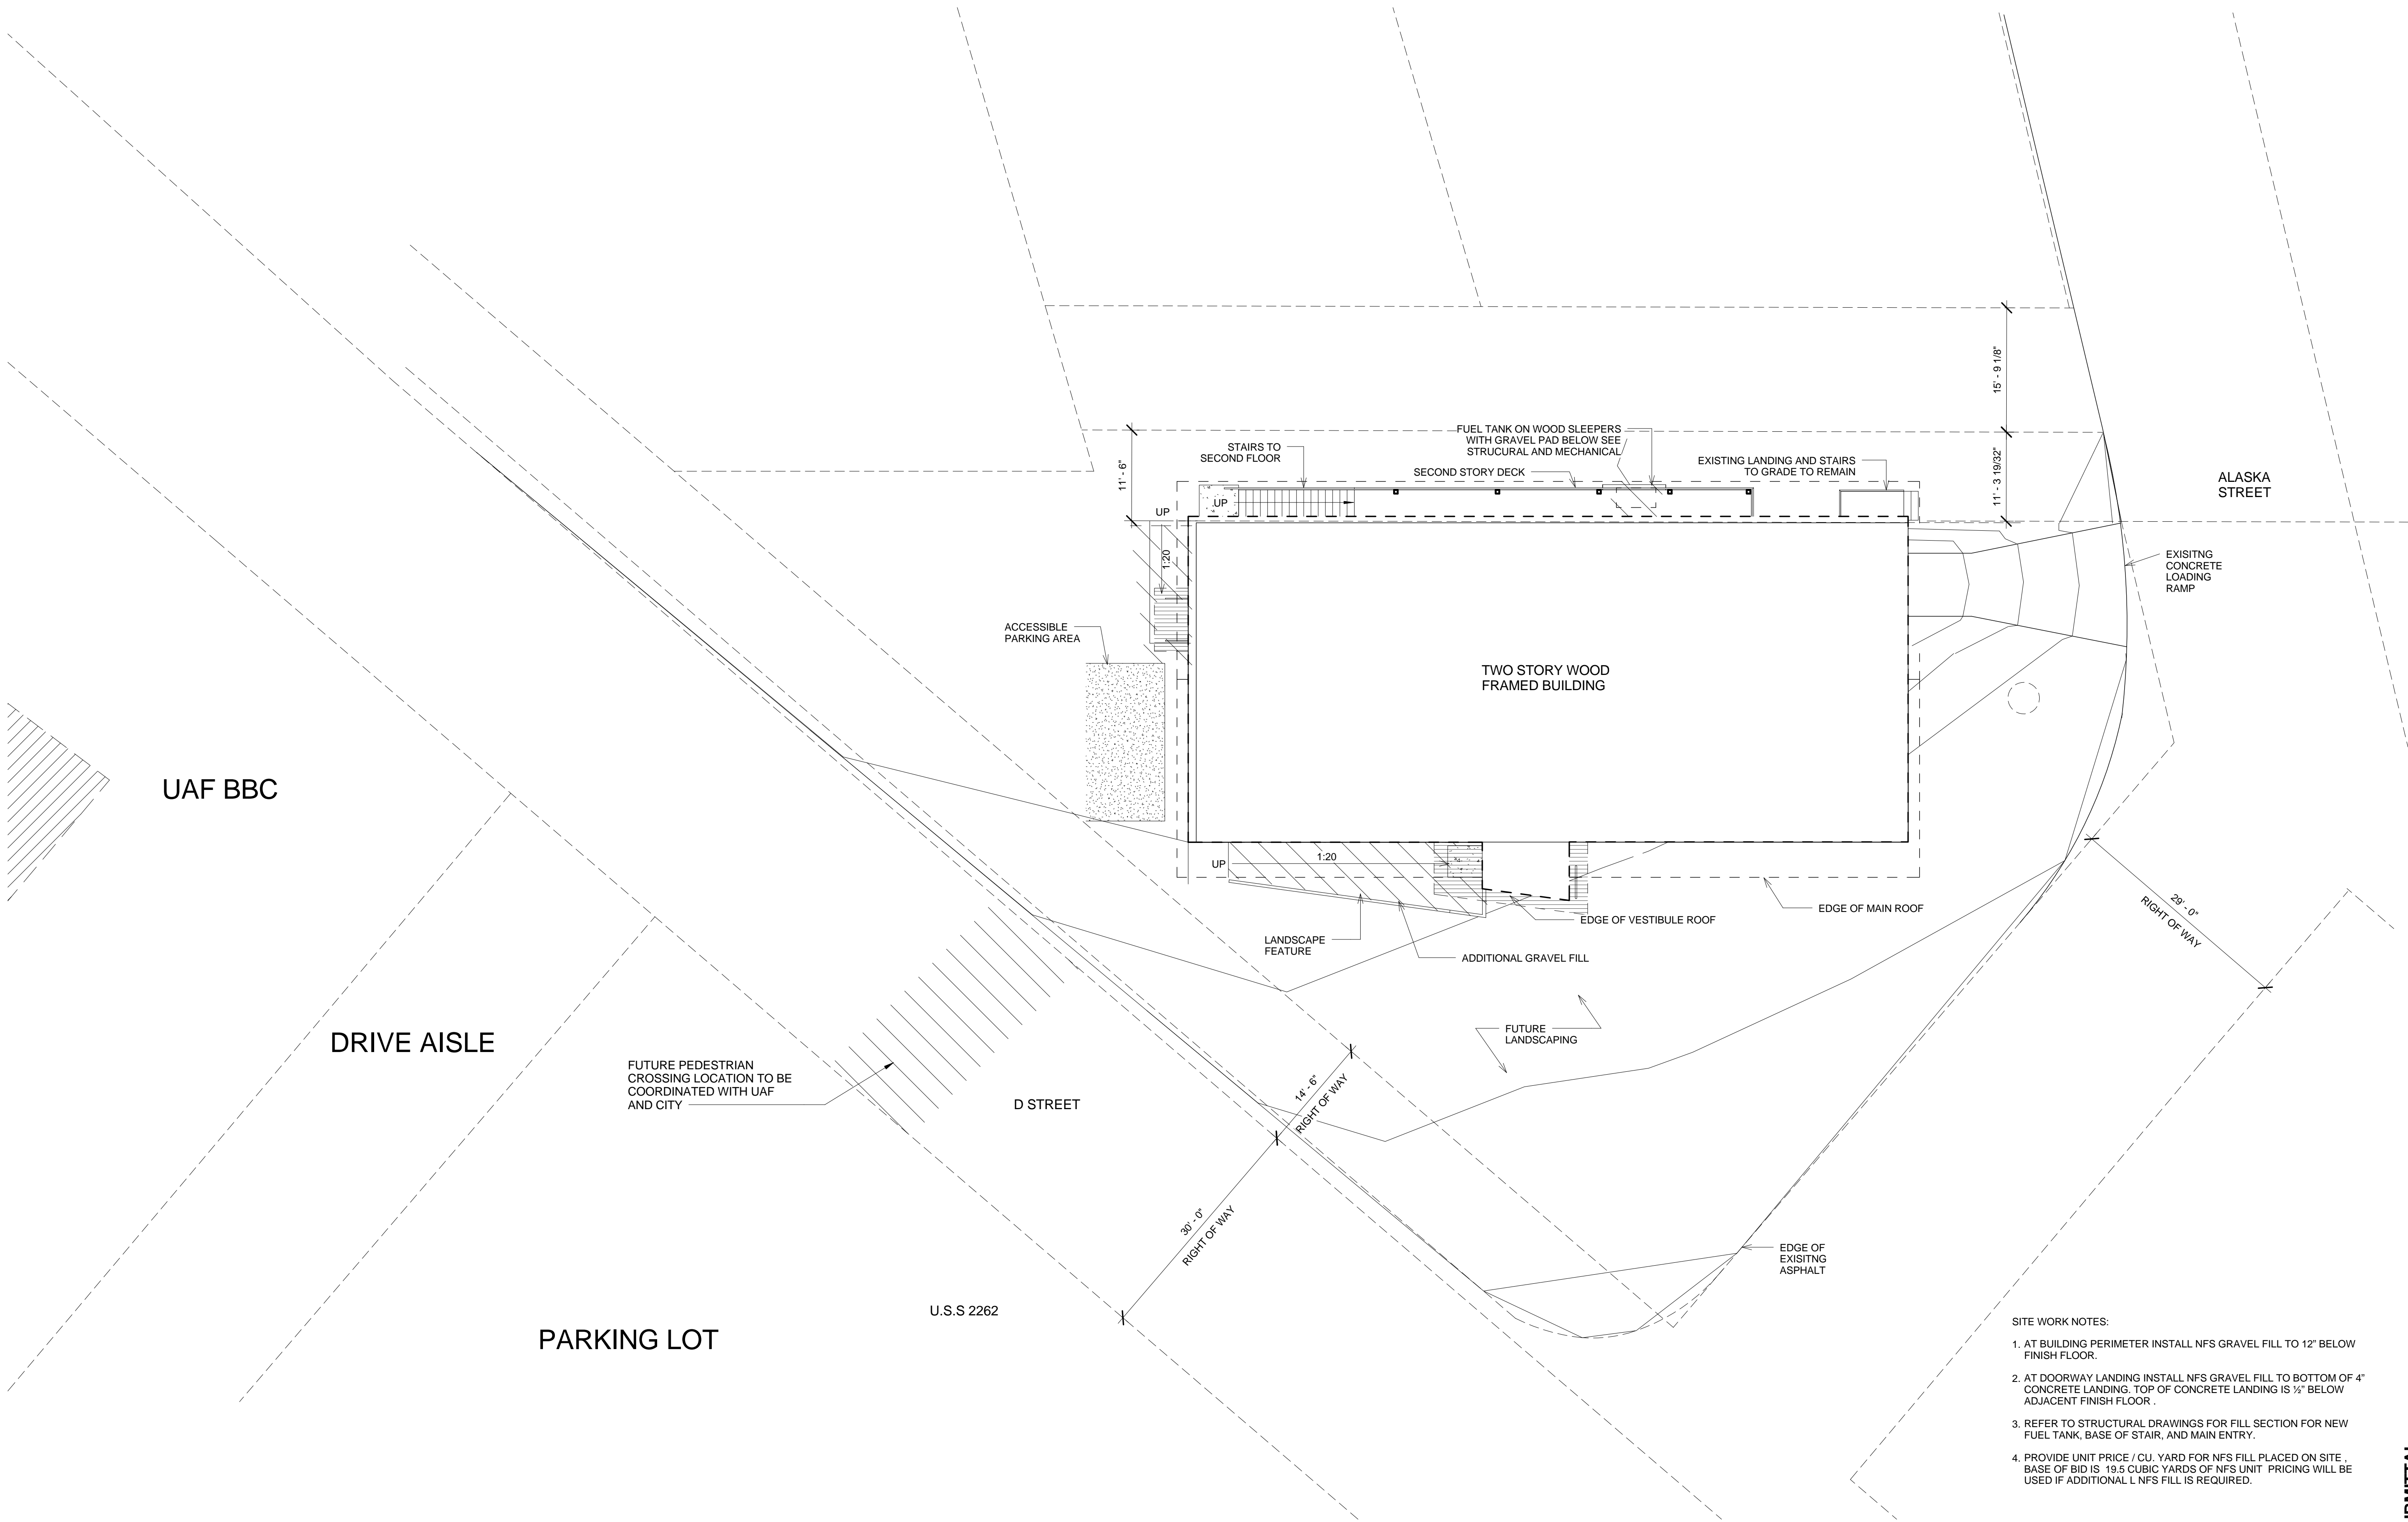 15' - 9 1/8"
FUEL TANK ON WOOD SLEEPERS
WITH GRAVEL PAD BELOW SEE
STRUCURAL AND MECHANICAL
STAIRS TO
SECOND FLOOR
SECOND STORY DECK
EXISTING LANDING AND STAIRS
TO GRADE TO REMAIN
11' - 6"
11' - 3 19/32"
ALASKA
STREET
UP
UP
1:20
EXISITNG
CONCRETE
LOADING
RAMP
ACCESSIBLE
PARKING AREA
TWO STORY WOOD
FRAMED BUILDING
UAF BBC
UP
1:20
EDGE OF VESTIBULE ROOF
EDGE OF MAIN ROOF
29' - 0"
RIGHT OF WAY
LANDSCAPE
FEATURE
ADDITIONAL GRAVEL FILL
DRIVE AISLE
FUTURE
LANDSCAPING
FUTURE PEDESTRIAN
CROSSING LOCATION TO BE
COORDINATED WITH UAF
AND CITY
D STREET
14' - 6"
RIGHT OF WAY
30' - 0"
RIGHT OF WAY
EDGE OF
EXISITNG
ASPHALT
U.S.S 2262
PARKING LOT
SITE WORK NOTES:
1. AT BUILDING PERIMETER INSTALL NFS GRAVEL FILL TO 12" BELOW
FINISH FLOOR.
2. AT DOORWAY LANDING INSTALL NFS GRAVEL FILL TO BOTTOM OF 4"
CONCRETE LANDING. TOP OF CONCRETE LANDING IS ½" BELOW
ADJACENT FINISH FLOOR .
3. REFER TO STRUCTURAL DRAWINGS FOR FILL SECTION FOR NEW
FUEL TANK, BASE OF STAIR, AND MAIN ENTRY.
4. PROVIDE UNIT PRICE / CU. YARD FOR NFS FILL PLACED ON SITE ,
BASE OF BID IS 19.5 CUBIC YARDS OF NFS UNIT PRICING WILL BE
USED IF ADDITIONAL L NFS FILL IS REQUIRED.